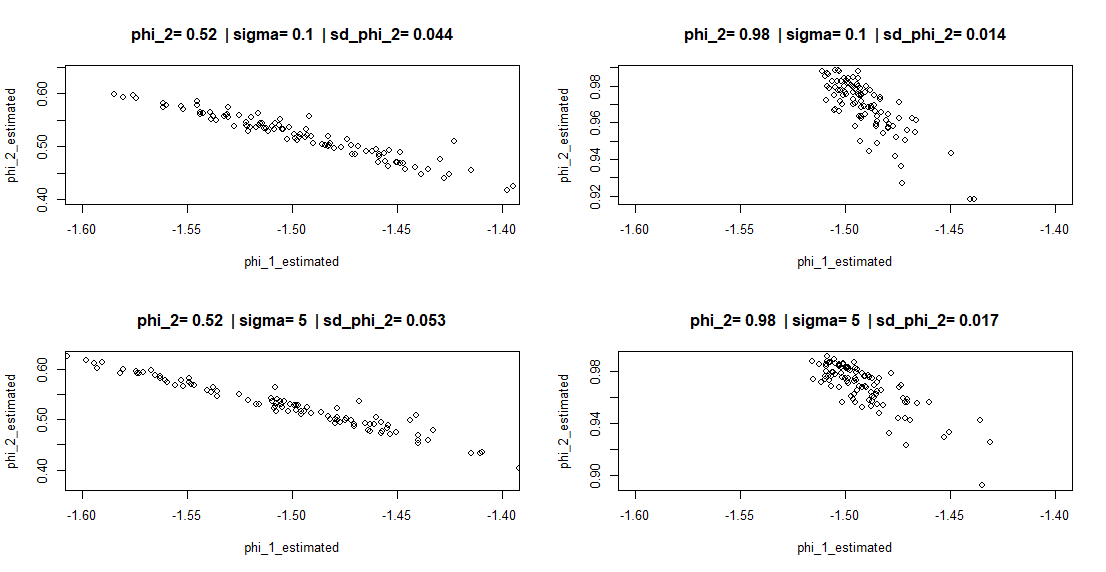 phi_2= 0.52 | sigma= 0.1 | sd_phi_2= 0.044
phi_2_estimated
0.60
0.50
0.40
-1.60 -1.55 -1.50 -1.45 -1.40
phi_1_estimated
phi_2= 0.98 | sigma= 0.1 | sd_phi_2= 0.014
phi_2_estimated
0.98
0.96
0.94
0.92
-1.60 -1.55 -1.50 -1.45 -1.40
phi_1_estimated
phi_2= 0.52 | sigma= 5 | sd_phi_2= 0.053
phi_2_estimated
0.60
0.50
0.40
-1.60 -1.55 -1.50 -1.45 -1.40
phi_1_estimated
phi_2= 0.98 | sigma= 5 | sd_phi_2= 0.017
phi_2_estimated
0.98
0.94
0.90
-1.60 -1.55 -1.50 -1.45 -1.40
phi_1_estimated